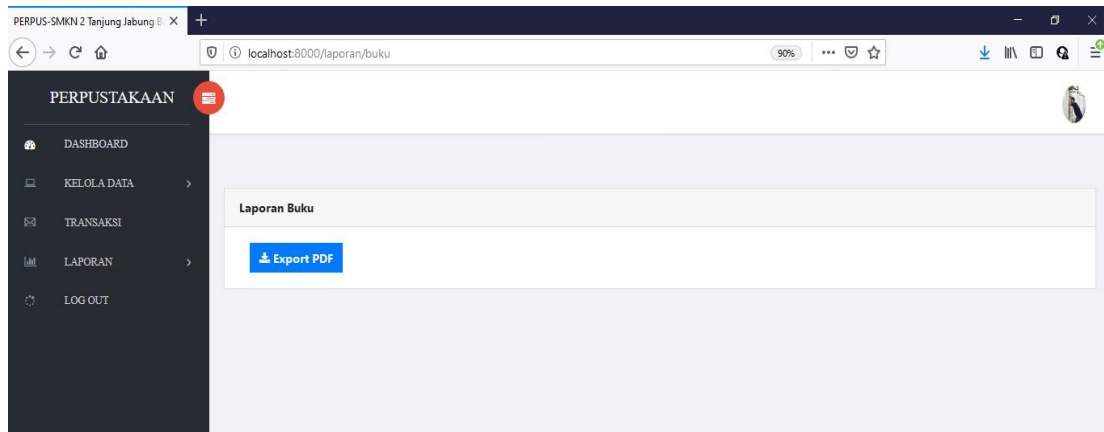 PERPUS-SMKN 2 Tanjung Jabung B
localhost:8000/laporan/buku
90%
PERPUSTAKAAN
DASHBOARD
KELOLA DATA
TRANSAKSI
LAPORAN
LOG OUT
Laporan Buku
Export PDF